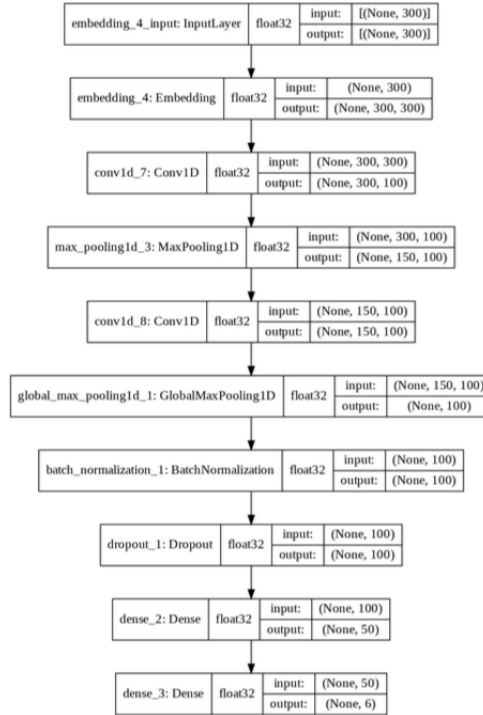 embedding_4_input: InputLayer float32 input: [(None, 300)]
output: [(None, 300)]
embedding_4: Embedding float32 input: (None, 300)
output: (None, 300, 300)
conv1d_7: Conv1D float32 input: (None, 300, 300)
output: (None, 300, 100)
max_pooling1d_3: MaxPooling1D float32 input: (None, 300, 100)
output: (None, 150, 100)
conv1d_8: Conv1D float32 input: (None, 150, 100)
output: (None, 150, 100)
global_max_pooling1d_1: GlobalMaxPooling1D float32 input: (None, 150, 100)
output: (None, 100)
batch_normalization_1: BatchNormalization float32 input: (None, 100)
output: (None, 100)
dropout_1: Dropout float32 input: (None, 100)
output: (None, 100)
dense_2: Dense float32 input: (None, 100)
output: (None, 50)
dense_3: Dense float32 input: (None, 50)
output: (None, 6)